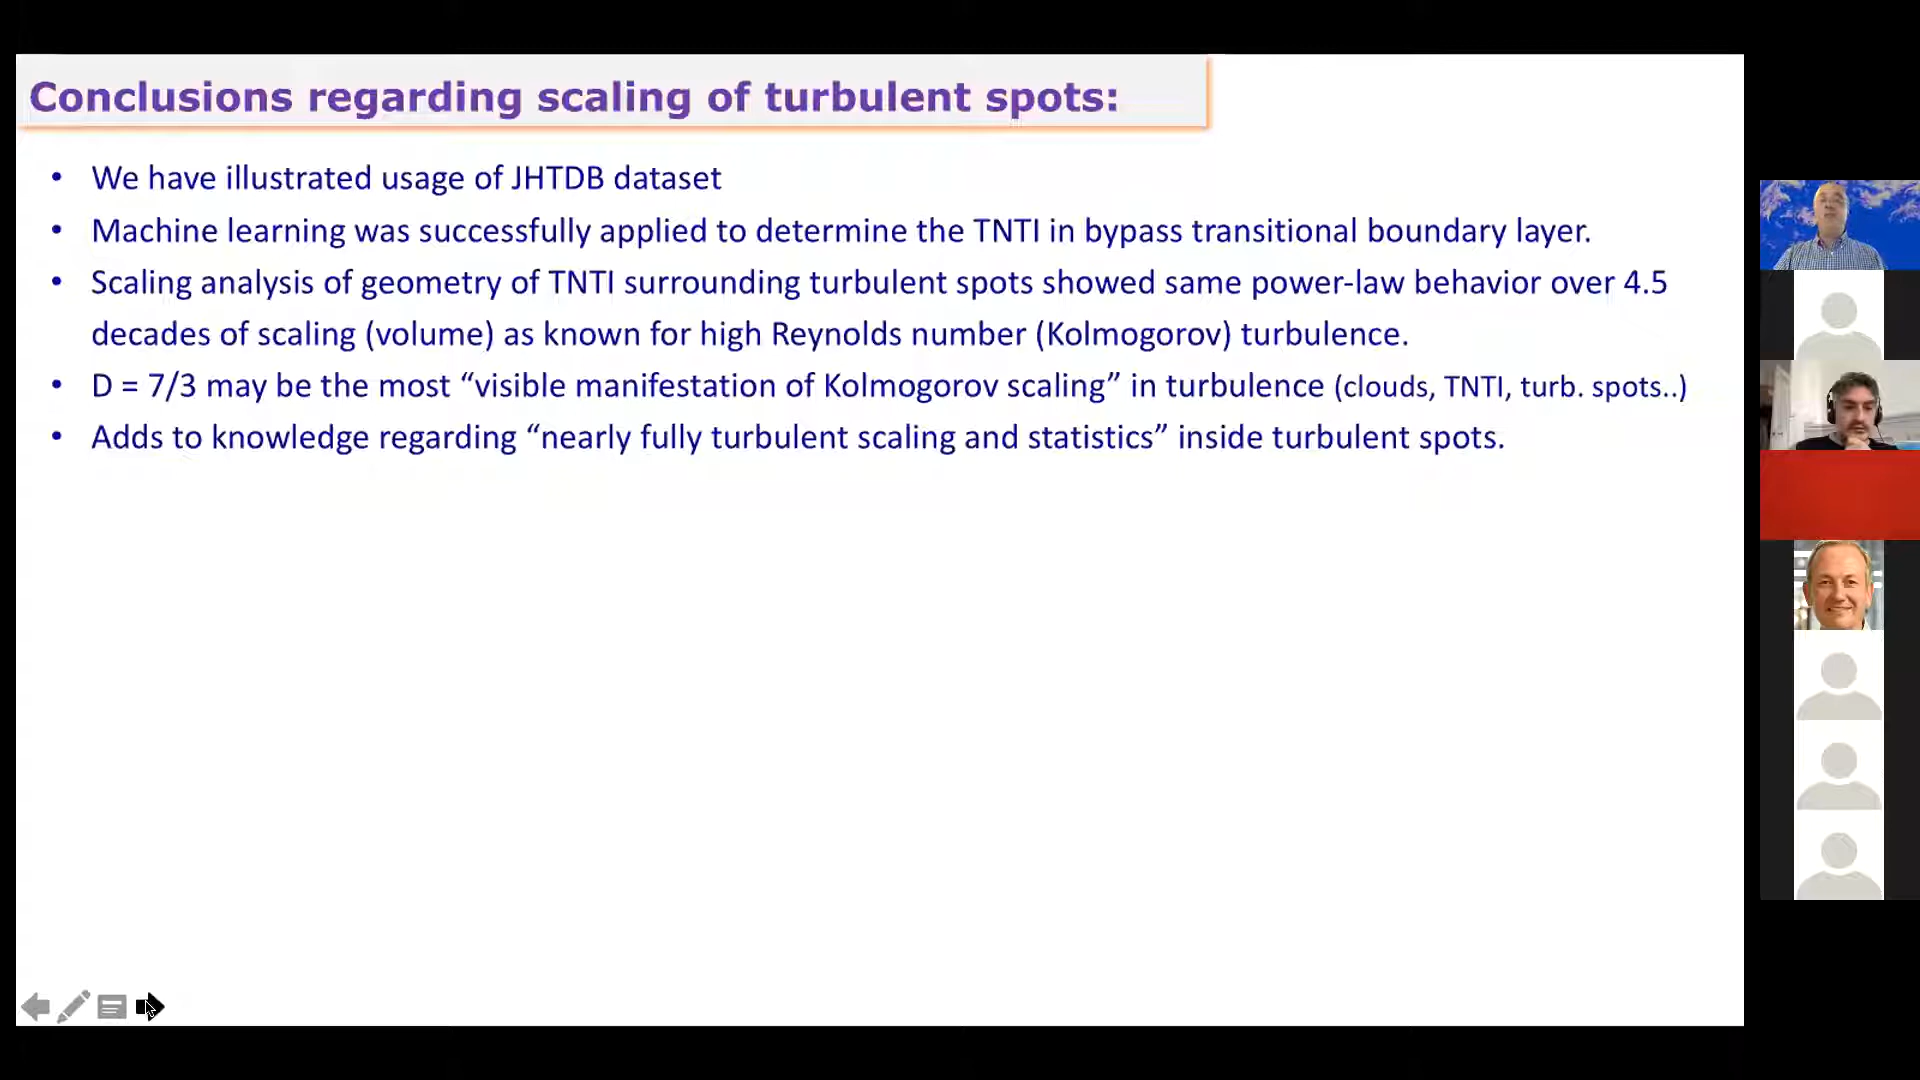 Conclusions regarding scaling of turbulent spots:
• We have illustrated usage of JHTDB dataset
• Machine learning was successfully applied to determine the TNTI in bypass transitional boundary layer.
• Scaling analysis of geometry of TNTI surrounding turbulent spots showed same power-law behavior over 4.5
decades of scaling (volume) as known for high Reynolds number (Kolmogorov) turbulence.
• D = 7/3 may be the most “visible manifestation of Kolmogorov scaling” in turbulence (clouds, TNTI, turb. spots..)
• Adds to knowledge regarding “nearly fully turbulent scaling and statistics” inside turbulent spots.